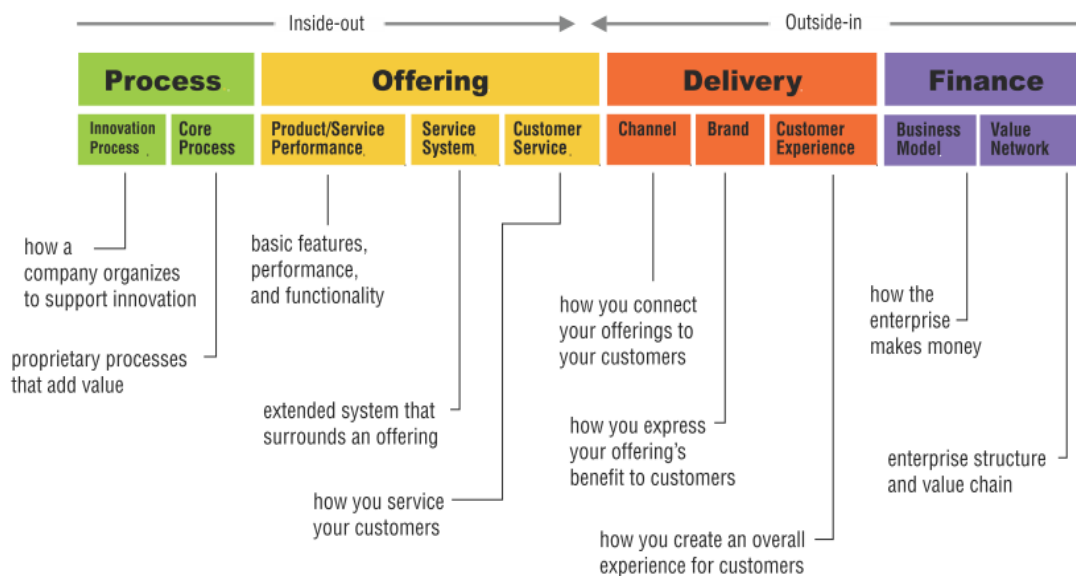 Inside-out
Outside-in
Process
Offering
Delivery
Finance
Innovation
Process
Core
Process
Product/Service
Performance
Service
System
Customer
Service
Channel
Brand
Customer
Experience
Business
Model
Value
Network
how a
company organizes
to support innovation
basic features,
performance,
and functionality
how you connect
your offerings to
your customers
how the
enterprise
makes money
proprietary processes
that add value
extended system that
surrounds an offering
how you express
your offering's
benefit to customers
enterprise structure
and value chain
how you service
your customers
how you create an overall
experience for customers